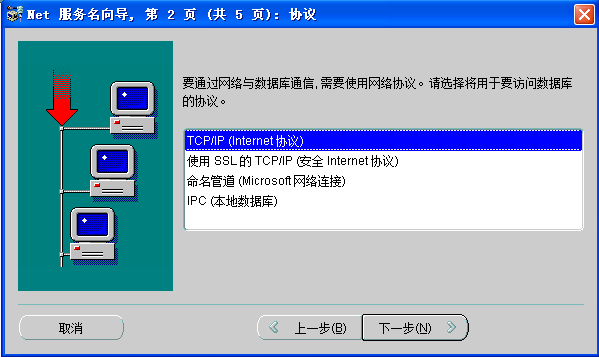 Net 服务名向导, 第 2 页 (共 5 页): 协议
要通过网络与数据库通信,需要使用网络协议。请选择将用于要访问数据库
的协议。
TCP/IP (Internet 协议)
使用 SSL 的 TCP/IP (安全 Internet 协议)
命名管道 (Microsoft 网络连接)
IPC (本地数据库)
取消 上一步(B) 下一步(N)